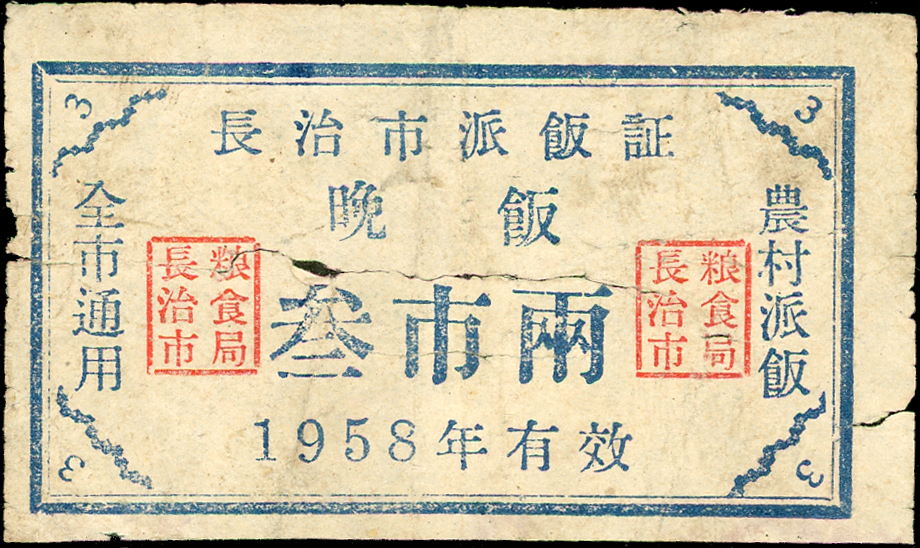 3
3
長治市派飯証
晚飯
全市通用
農村派飯
長治市
粮食局
叁市兩
長治市
粮食局
1958年有效
3
3